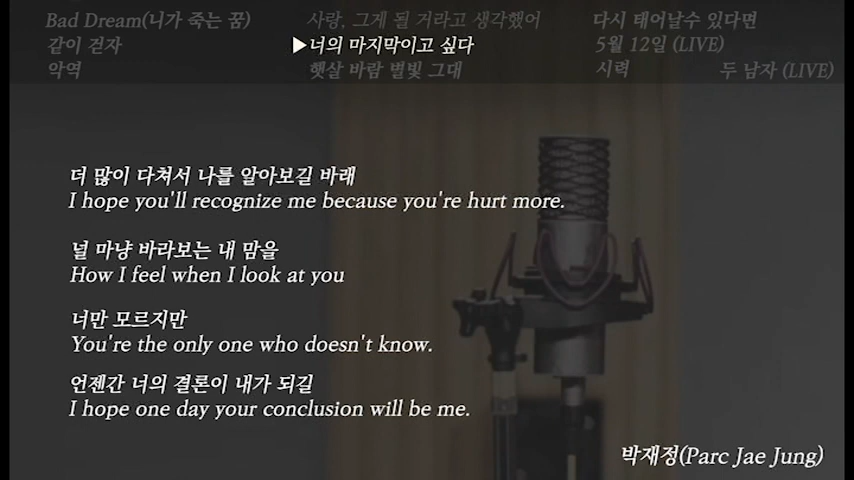 Bad Dream(니가 죽는 꿈)
사랑, 그게 될 거라고 생각했어
다시 태어날수 있다면
같이 걷자
▶너의 마지막이고 싶다
5월 12일 (LIVE)
악역
햇살 바람 별빛 그대
시력
두 남자 (LIVE)
더 많이 다쳐서 나를 알아보길 바래
I hope you'll recognize me because you're hurt more.
널 마냥 바라보는 내 맘을
How I feel when I look at you
너만 모르지만
You're the only one who doesn't know.
언젠간 너의 결론이 내가 되길
I hope one day your conclusion will be me.
박재정(Parc Jae Jung)